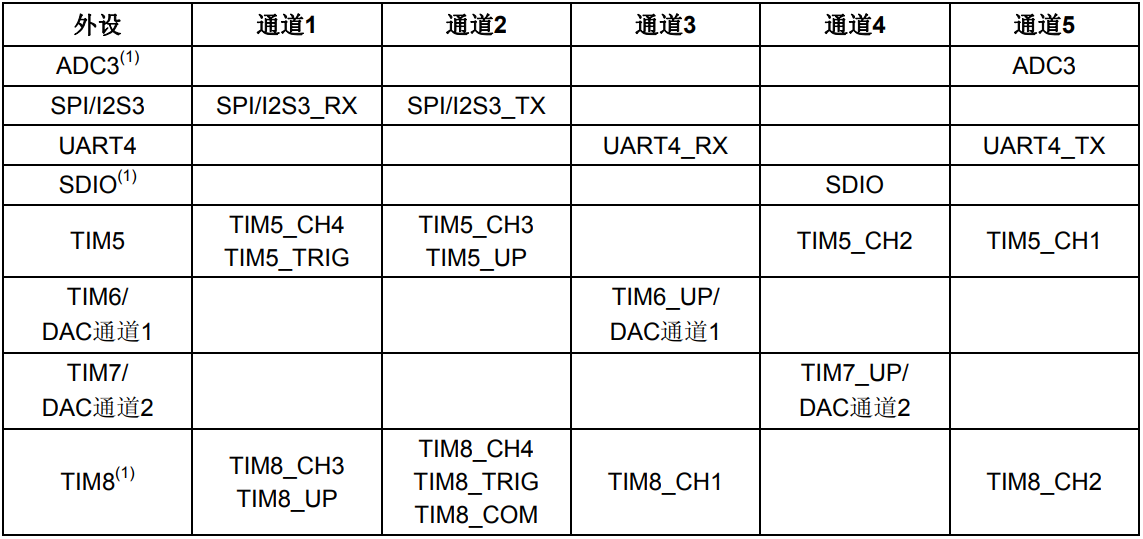 外设 通道1 通道2 通道3 通道4 通道5
ADC3(1) ADC3
SPI/I2S3 SPI/I2S3_RX SPI/I2S3_TX
UART4 UART4_RX UART4_TX
SDIO(1) SDIO
TIM5 TIM5_CH4 TIM5_CH3 TIM5_CH2 TIM5_CH1
TIM5_TRIG TIM5_UP
TIM6/ TIM6_UP/
DAC通道1 DAC通道1
TIM7/ TIM7_UP/
DAC通道2 DAC通道2
TIM8(1) TIM8_CH3 TIM8_CH4 TIM8_CH1 TIM8_CH2
TIM8_UP TIM8_TRIG
TIM8_COM